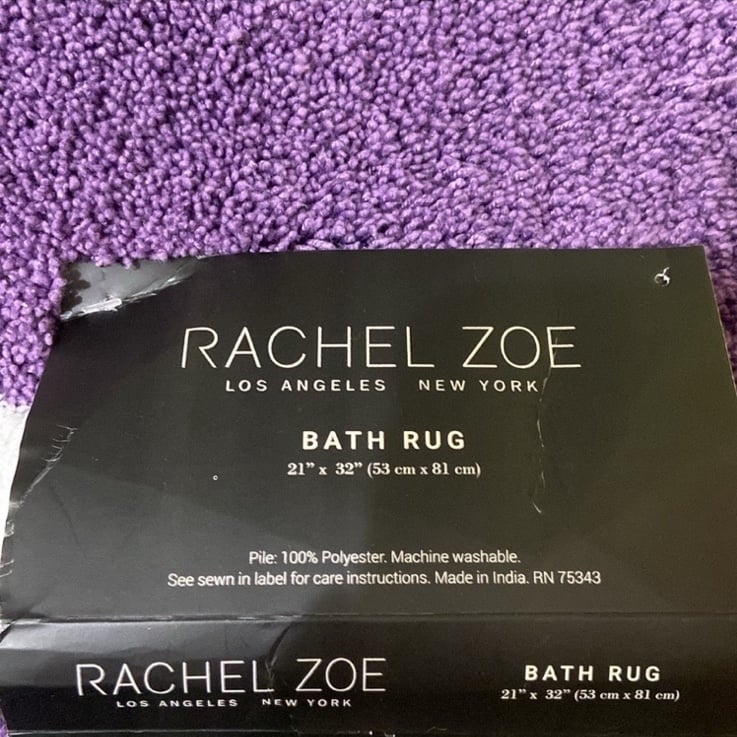 RACHEL ZOE
LOS ANGELES NEW YORK
BATH RUG
21” x 32” (53 cm x 81 cm)
Pile: 100% Polyester. Machine washable.
See sewn in label for care instructions. Made in India. RN 75343
RACHEL ZOE
LOS ANGELES NEW YORK
BATH RUG
21” x 32” (53 cm x 81 cm)